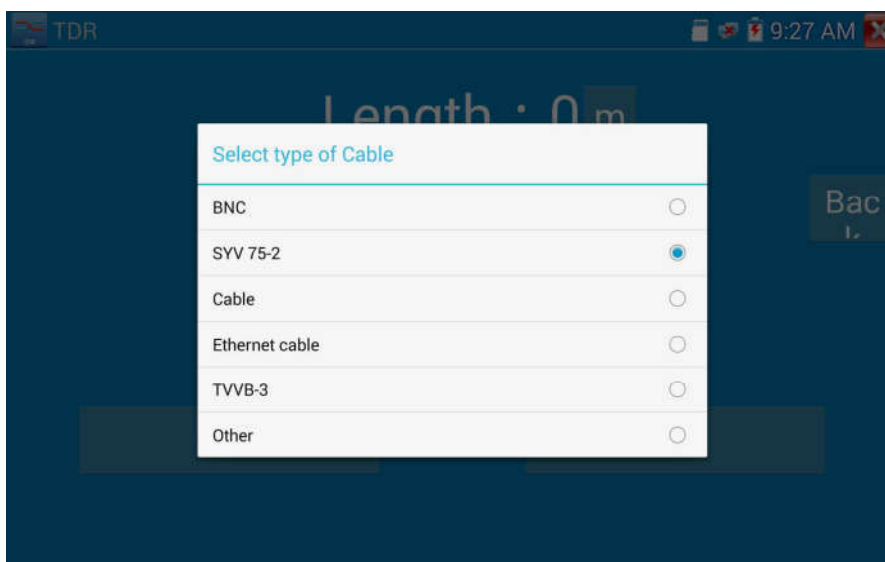 TDR 9:27 AM
Length : 0 m
Select type of Cable
BNC
Bac
k
SYV 75-2
Cable
Ethernet cable
TVVB-3
Other